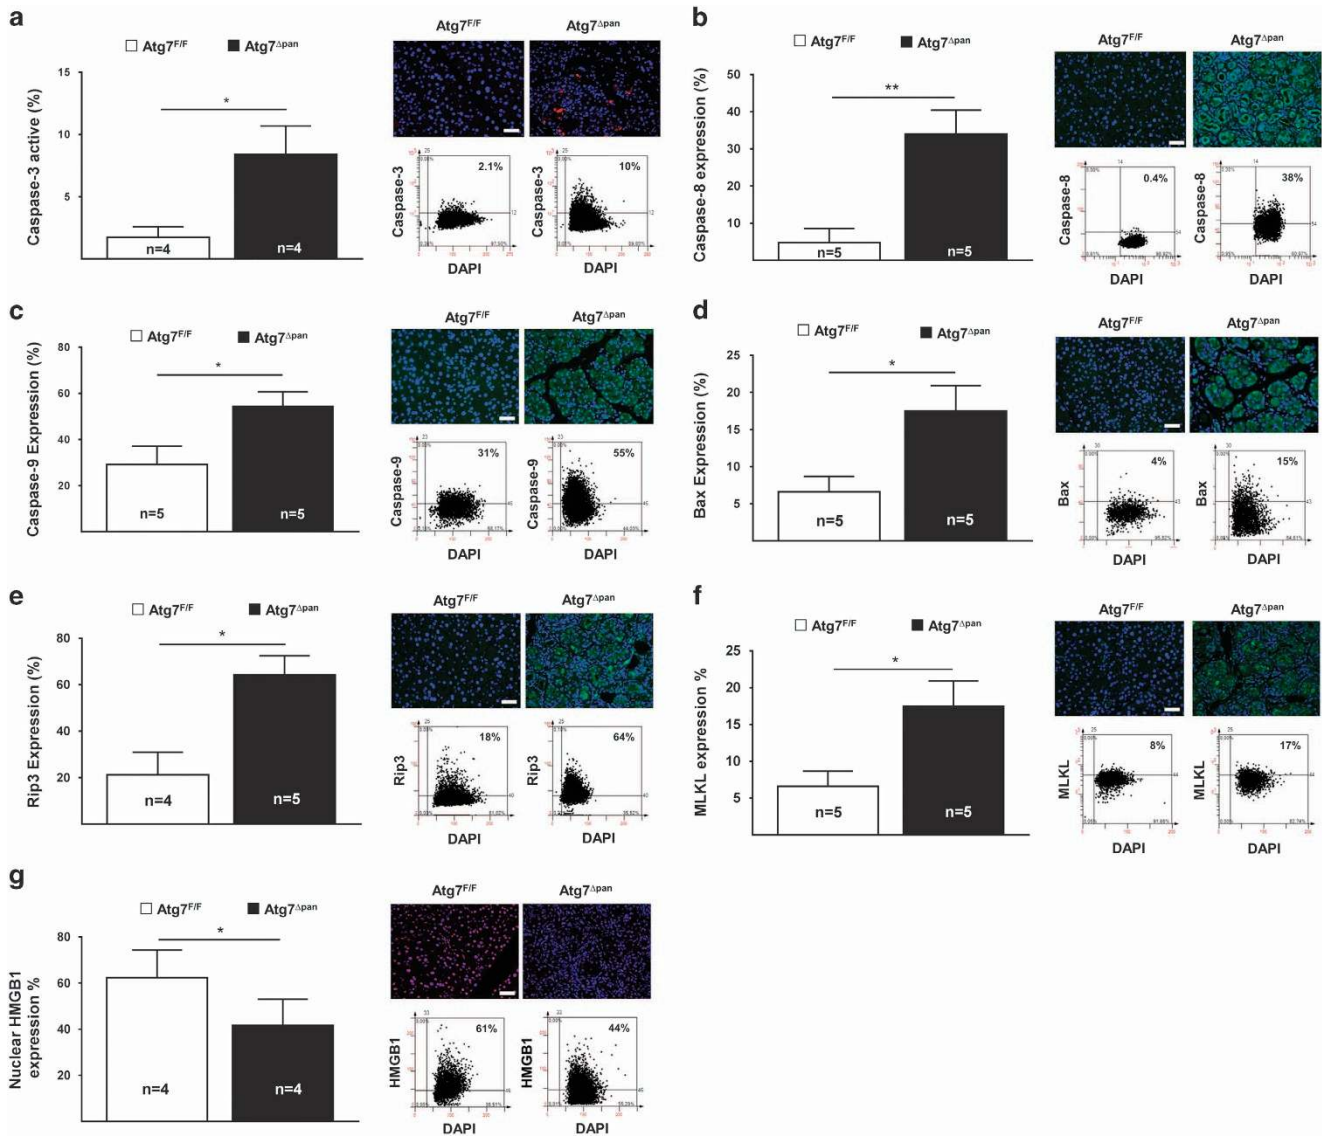 a
Atg7F/F Atg7Δpan
Caspase-3 active (%)
15
10
5
*
n=4 n=4
Atg7F/F Atg7Δpan
Caspase-3 2.1%
DAPI
Caspase-3 10%
DAPI
b
Atg7F/F Atg7Δpan
Caspase-8 expression (%)
50
40
30
20
10
**
n=5 n=5
Atg7F/F Atg7Δpan
Caspase-8 0.4%
DAPI
Caspase-8 38%
DAPI
c
Atg7F/F Atg7Δpan
Caspase-9 Expression (%)
80
60
40
20
*
n=5 n=5
Atg7F/F Atg7Δpan
Caspase-9 31%
DAPI
Caspase-9 55%
DAPI
d
Atg7F/F Atg7Δpan
Bax Expression (%)
25
20
15
10
5
*
n=5 n=5
Atg7F/F Atg7Δpan
Bax 4%
DAPI
Bax 15%
DAPI
e
Atg7F/F Atg7Δpan
Rip3 Expression (%)
80
60
40
20
*
n=4 n=5
Atg7F/F Atg7Δpan
Rip3 18%
DAPI
Rip3 64%
DAPI
f
Atg7F/F Atg7Δpan
MLKL expression %
25
20
15
10
5
*
n=5 n=5
Atg7F/F Atg7Δpan
MLKL 8%
DAPI
MLKL 17%
DAPI
g
Atg7F/F Atg7Δpan
Nuclear HMGB1
expression %
80
60
40
20
*
n=4 n=4
Atg7F/F Atg7Δpan
HMGB1 61%
DAPI
HMGB1 44%
DAPI